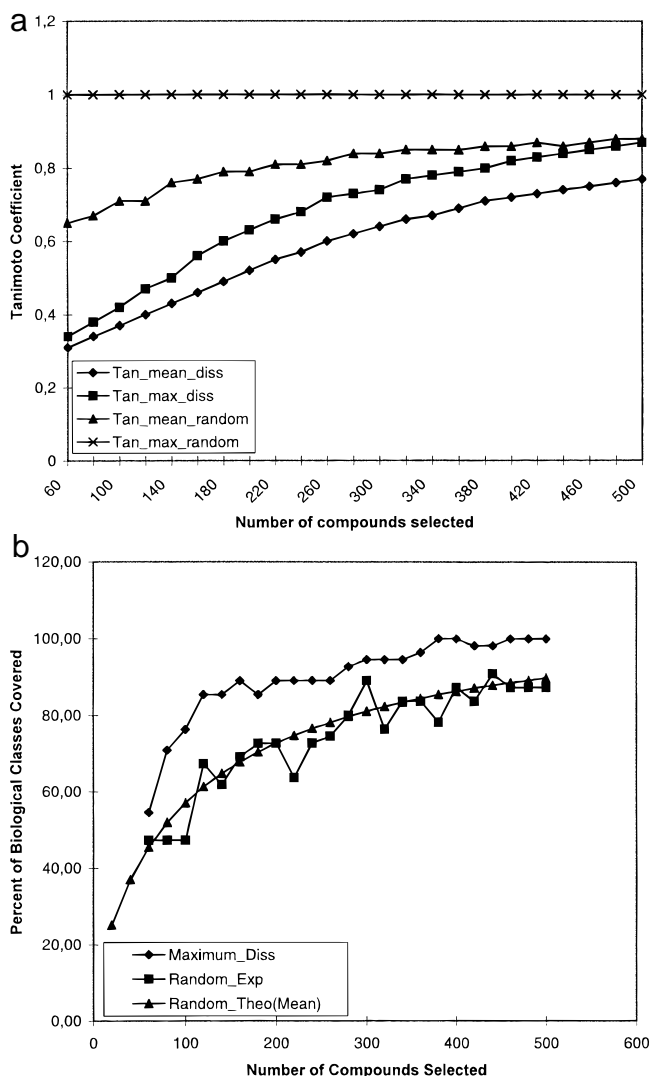 a
1,2
1
0,8
0,6
0,4
0,2
0
Tanimoto Coefficient
Tan_mean_diss
Tan_max_diss
Tan_mean_random
Tan_max_random
60 100 140 180 220 260 300 340 380 420 460 500
Number of compounds selected
b
120,00
100,00
80,00
60,00
40,00
20,00
0,00
Percent of Biological Classes Covered
Maximum_Diss
Random_Exp
Random_Theo(Mean)
0 100 200 300 400 500 600
Number of Compounds Selected